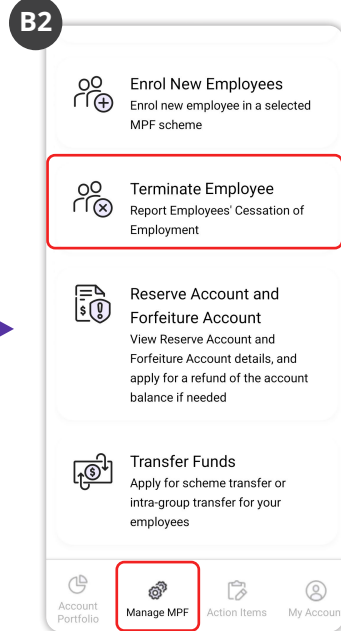 B2
Enrol New Employees
Enrol new employee in a selected
MPF scheme
Terminate Employee
Report Employees' Cessation of
Employment
$
Reserve Account and
Forfeiture Account
View Reserve Account and
Forfeiture Account details, and
apply for a refund of the account
balance if needed
$
Transfer Funds
Apply for scheme transfer or
intra-group transfer for your
employees
Account
Portfolio
Manage MPF
Action Items
My Accoun